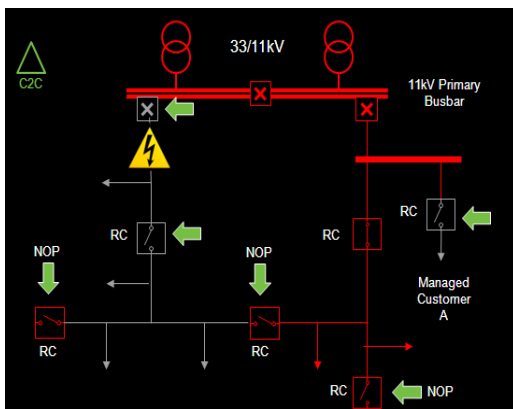 33/11kV
C2C
11kV Primary
Busbar
RC
RC
RC
NOP
NOP
Managed
Customer
A
RC
RC
RC
NOP